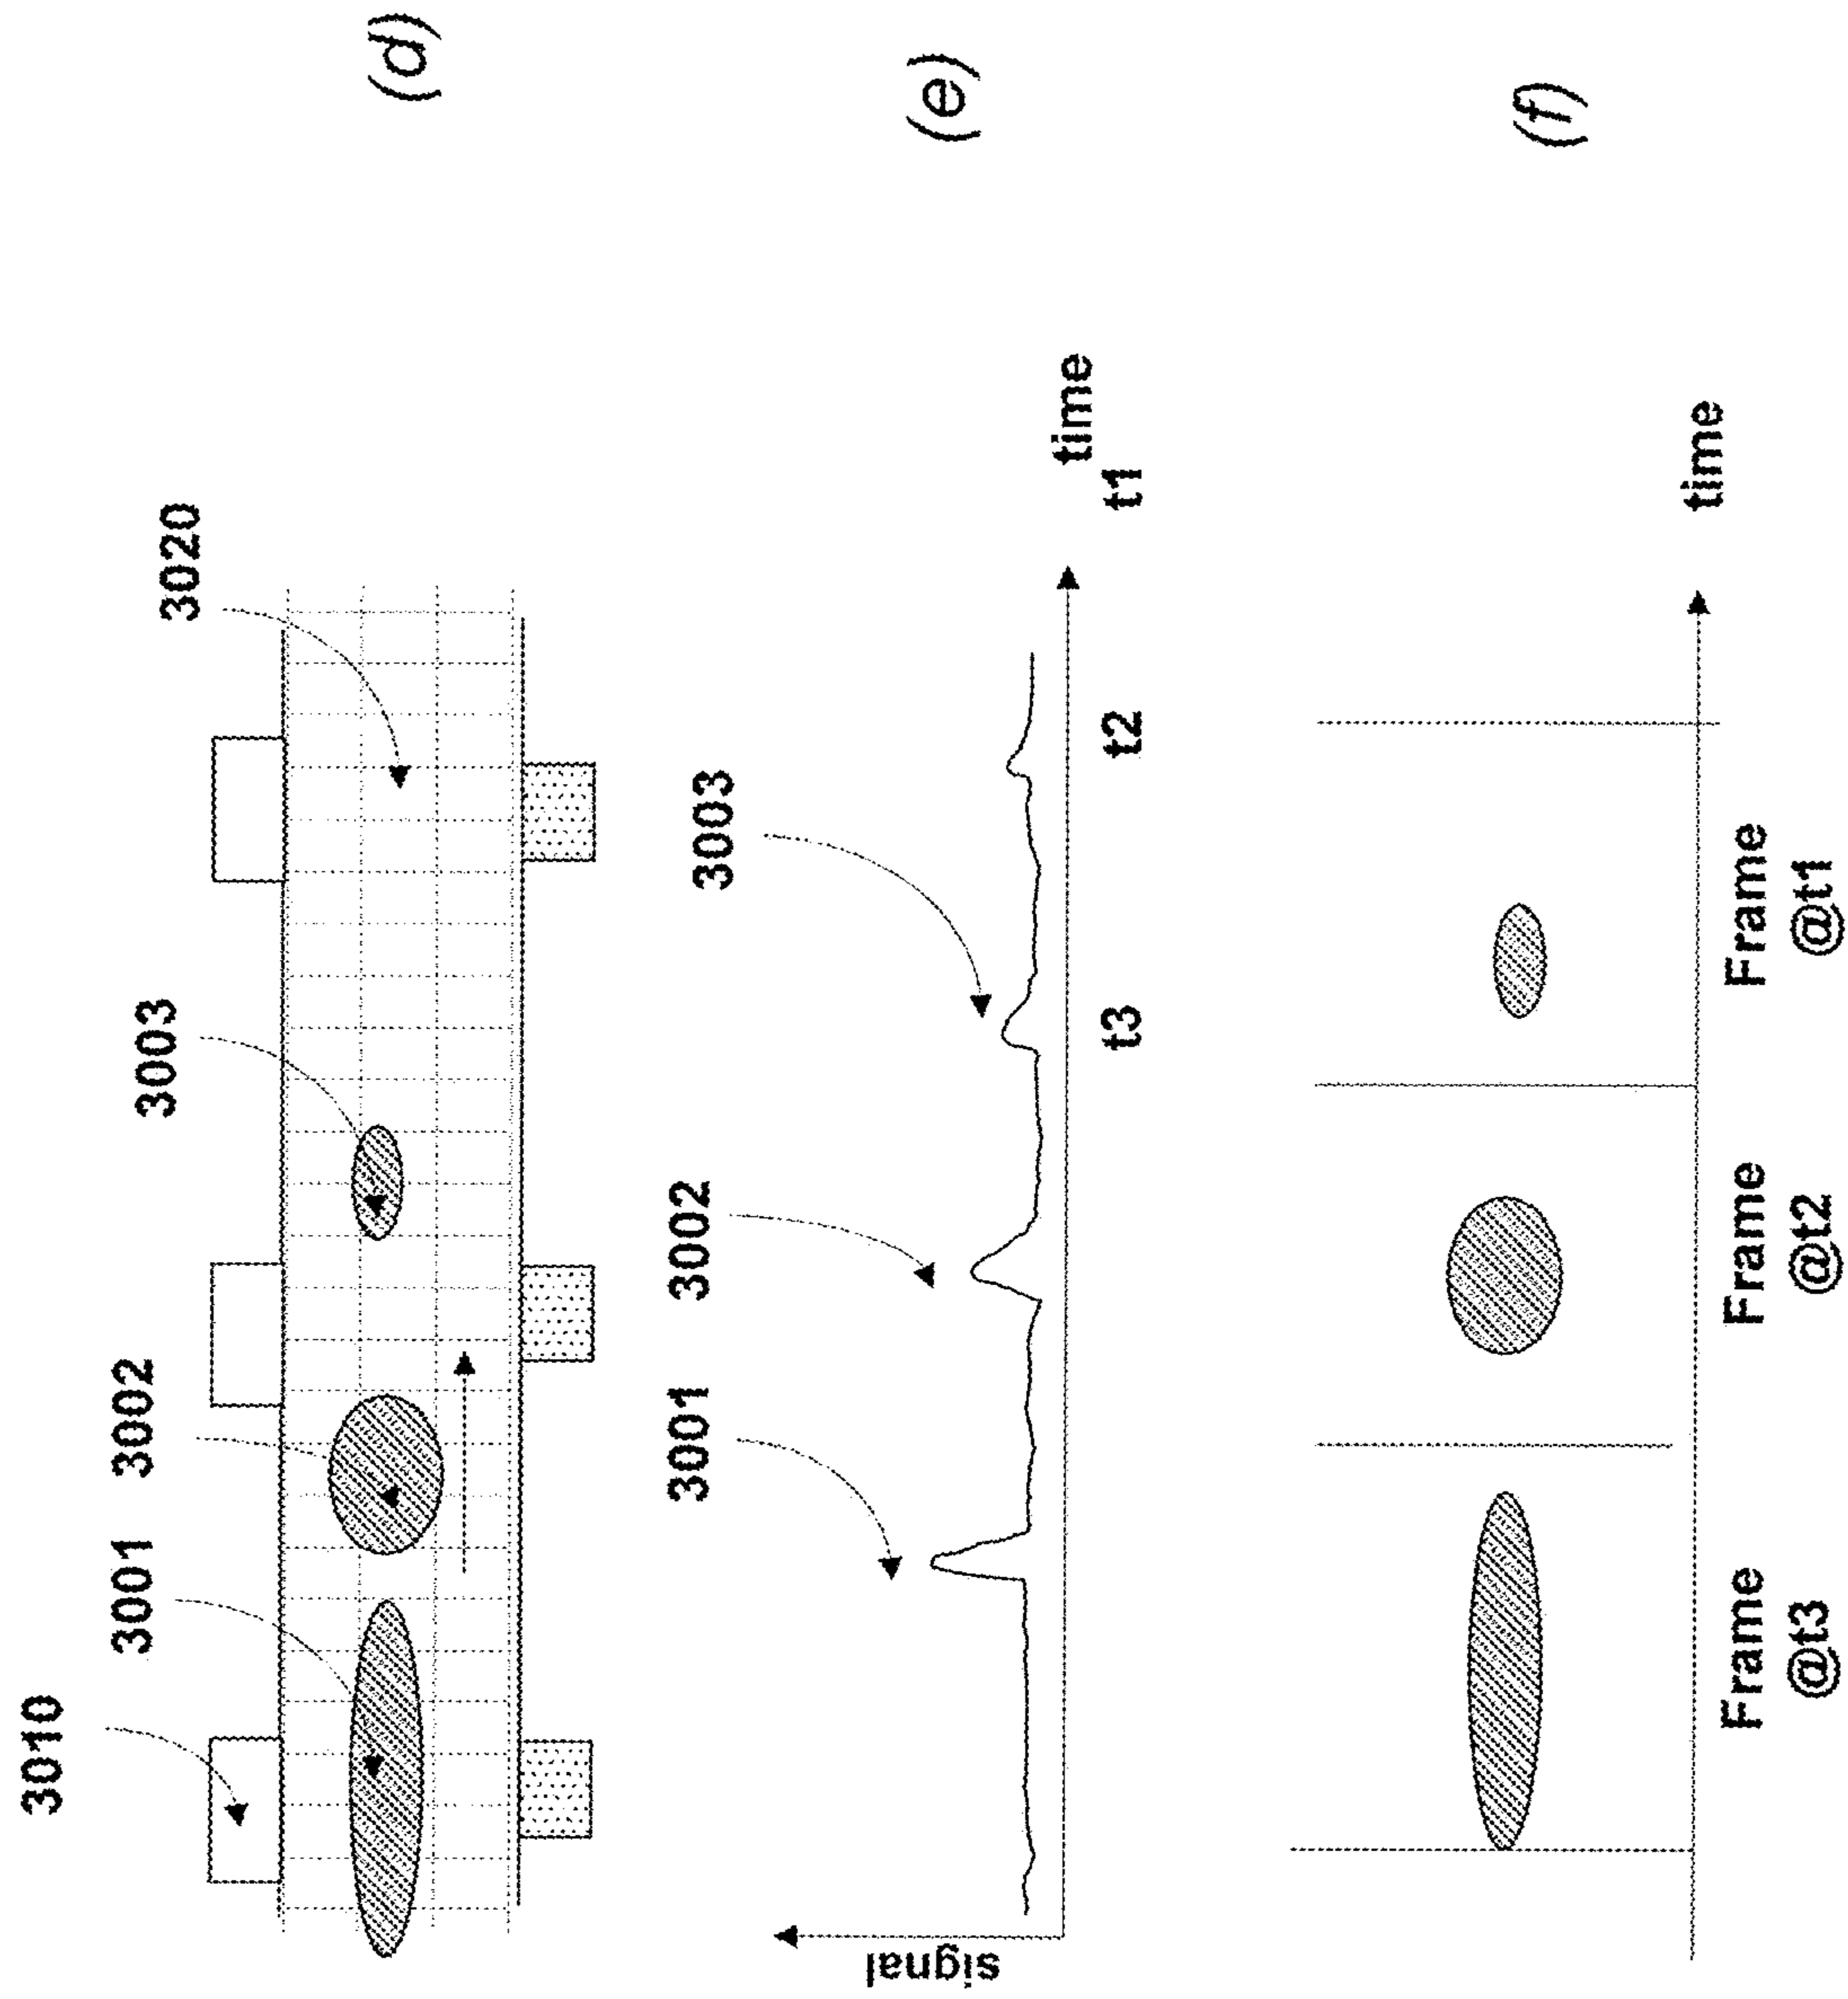 3010
3001
3002
3003
3020
(d)
3001
3002
3003
signal
t3
t2
t1
time
(e)
Frame
@t3
Frame
@t2
Frame
@t1
time
(f)